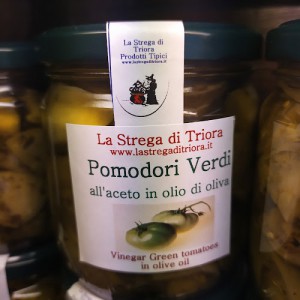 La Strega di
Triora
Prodotti Tipici
www.lastregaditriora.it
La Strega di Triora
www.lastregaditriora.it
Pomodori Verdi
all'aceto in olio di oliva
Vinegar Green tomatoes
in olive oil